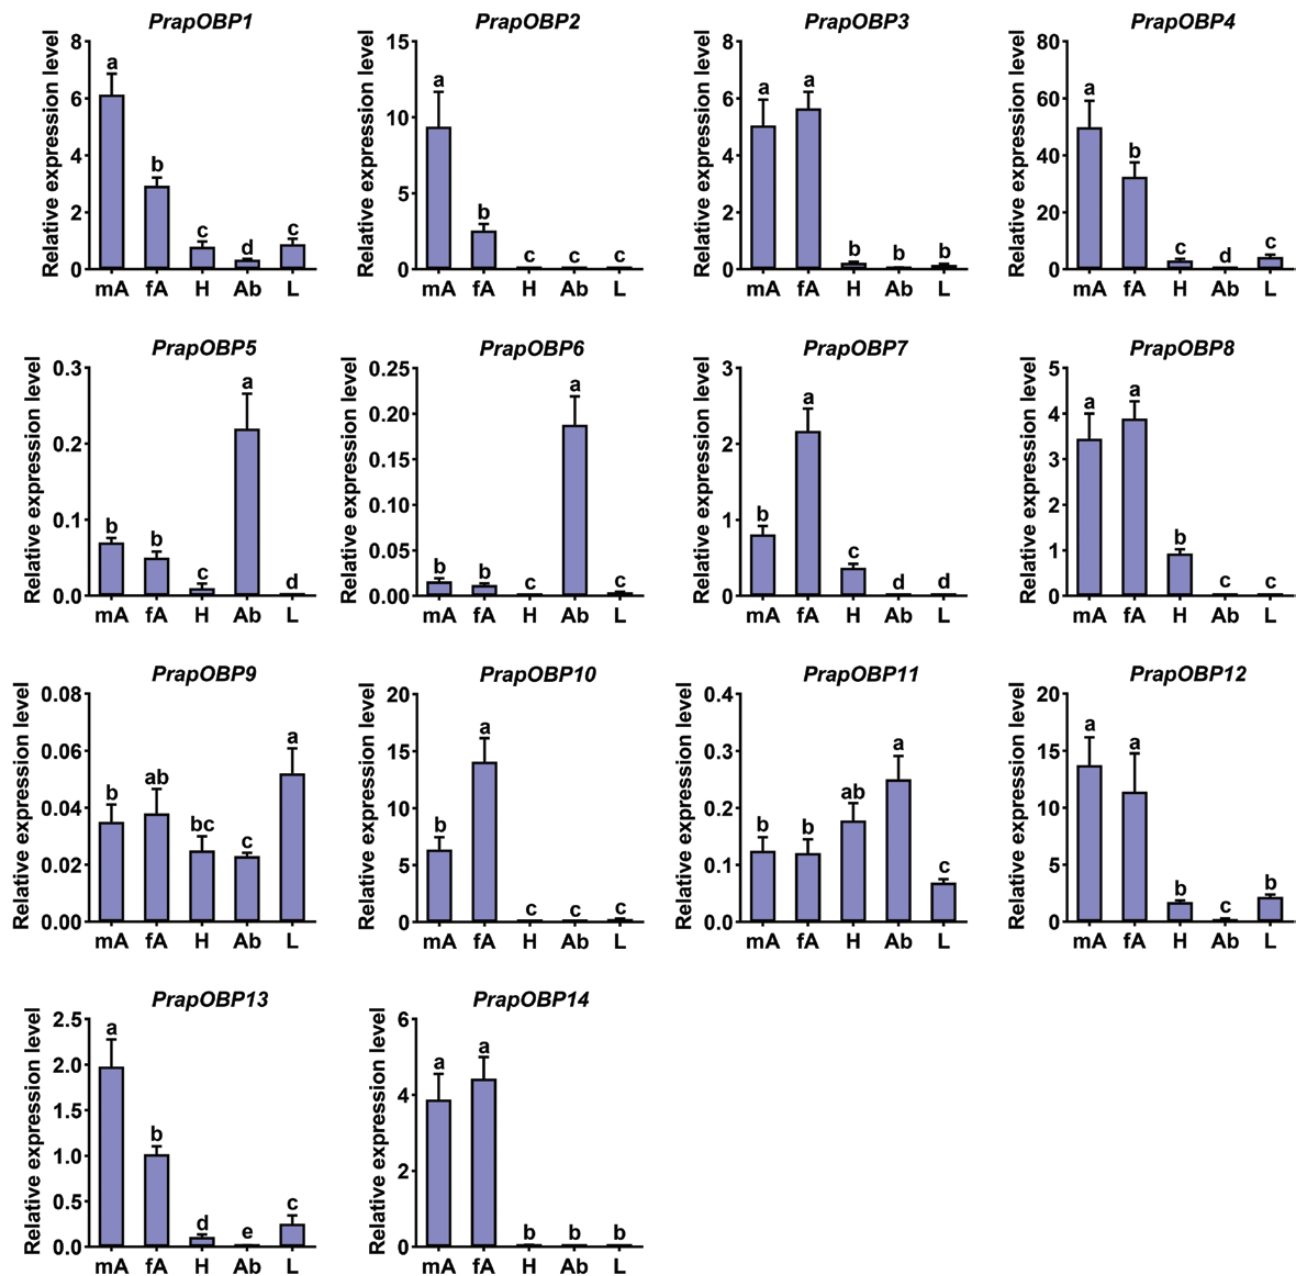 PrapOBP1
Relative expression level
8
6
4
2
0
a
b
c
d
c
mA fA H Ab L
PrapOBP2
Relative expression level
15
10
5
0
a
b
c
c
c
mA fA H Ab L
PrapOBP3
Relative expression level
8
6
4
2
0
a
a
b
b
b
mA fA H Ab L
PrapOBP4
Relative expression level
80
60
40
20
0
a
b
c
d
c
mA fA H Ab L
PrapOBP5
Relative expression level
0.3
0.2
0.1
0.0
b
b
c
a
d
mA fA H Ab L
PrapOBP6
Relative expression level
0.25
0.20
0.15
0.10
0.05
0.00
b
b
c
a
c
mA fA H Ab L
PrapOBP7
Relative expression level
3
2
1
0
b
a
c
d
d
mA fA H Ab L
PrapOBP8
Relative expression level
5
4
3
2
1
0
a
a
b
c
c
mA fA H Ab L
PrapOBP9
Relative expression level
0.08
0.06
0.04
0.02
0.00
b
ab
bc
c
a
mA fA H Ab L
PrapOBP10
Relative expression level
20
15
10
5
0
b
a
c
c
c
mA fA H Ab L
PrapOBP11
Relative expression level
0.4
0.3
0.2
0.1
0.0
b
b
ab
a
c
mA fA H Ab L
PrapOBP12
Relative expression level
20
15
10
5
0
a
a
b
c
b
mA fA H Ab L
PrapOBP13
Relative expression level
2.5
2.0
1.5
1.0
0.5
0.0
a
b
d
e
c
mA fA H Ab L
PrapOBP14
Relative expression level
6
4
2
0
a
a
b
b
b
mA fA H Ab L